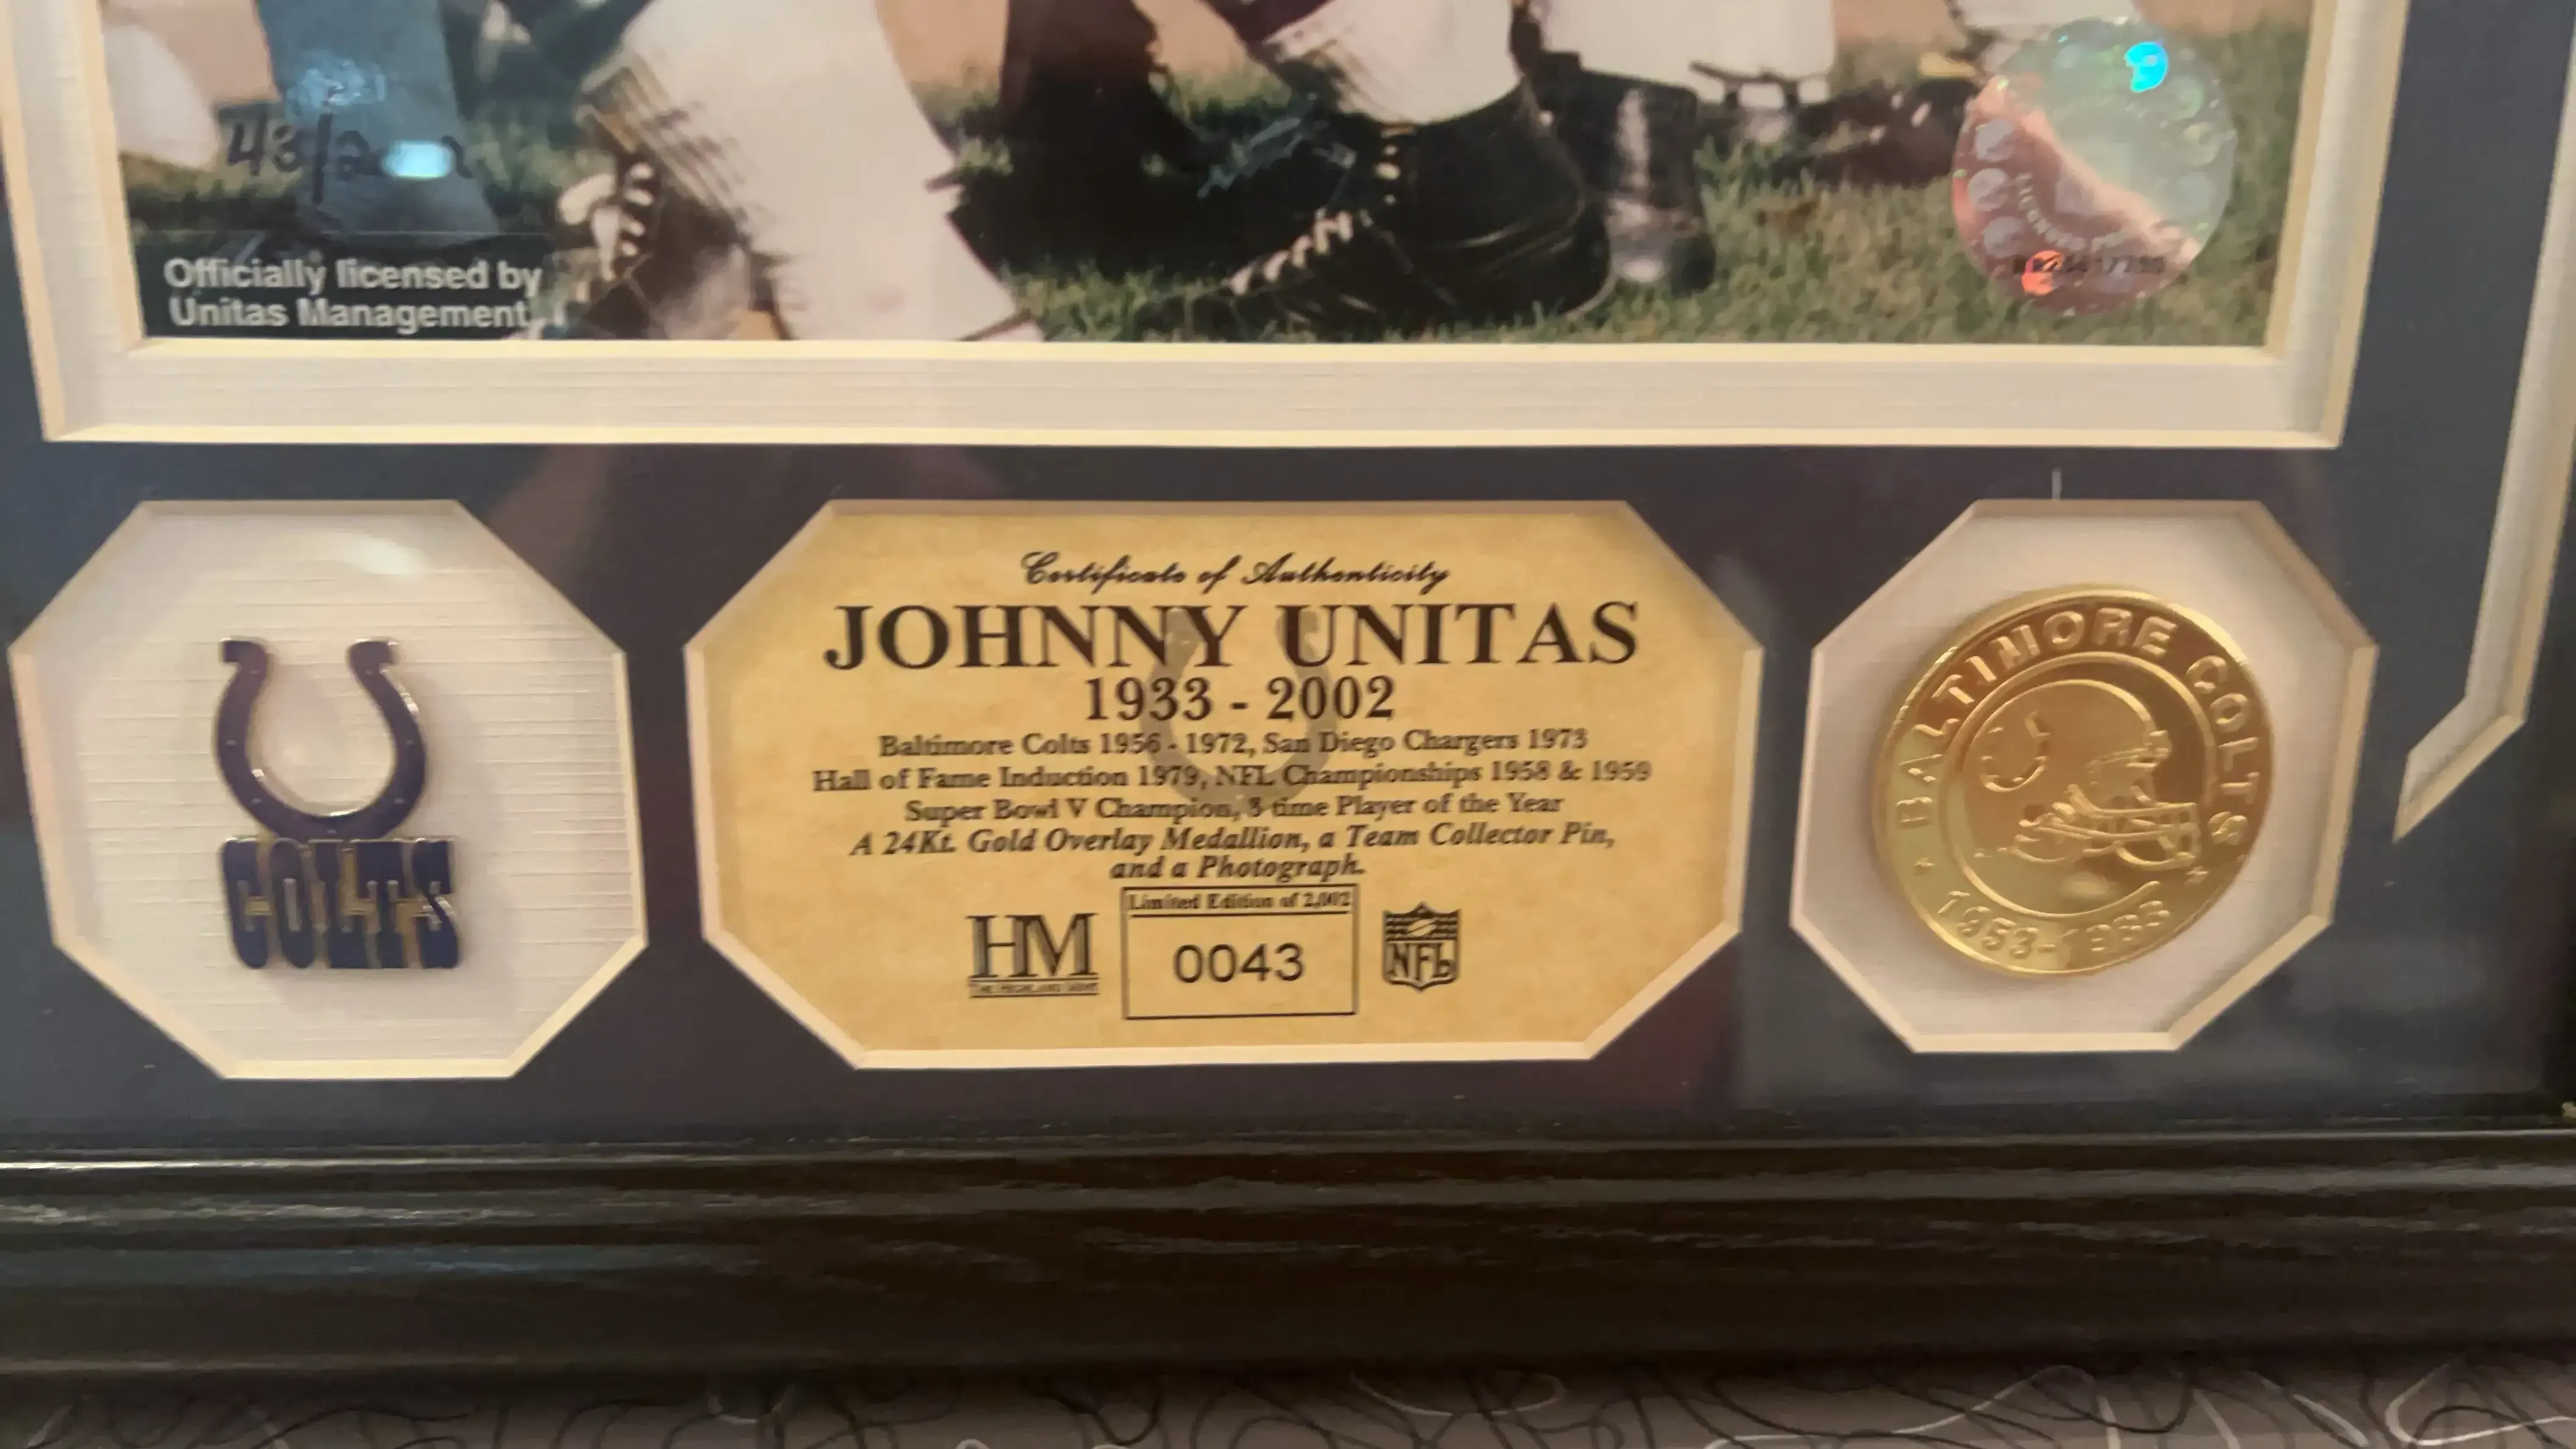 Officially licensed by
Unitas Management
COLTS
Certificate of Authenticity
JOHNNY UNITAS
1933 - 2002
Baltimore Colts 1956 - 1972, San Diego Chargers 1973
Hall of Fame Induction 1979, NFL Championships 1958 & 1959
Super Bowl V Champion, 3 time Player of the Year
A 24Kt. Gold Overlay Medallion, a Team Collector Pin,
and a Photograph.
Limited Edition of 2,002
HM
0043
NFL
BALTIMORE COLTS
1953-1983